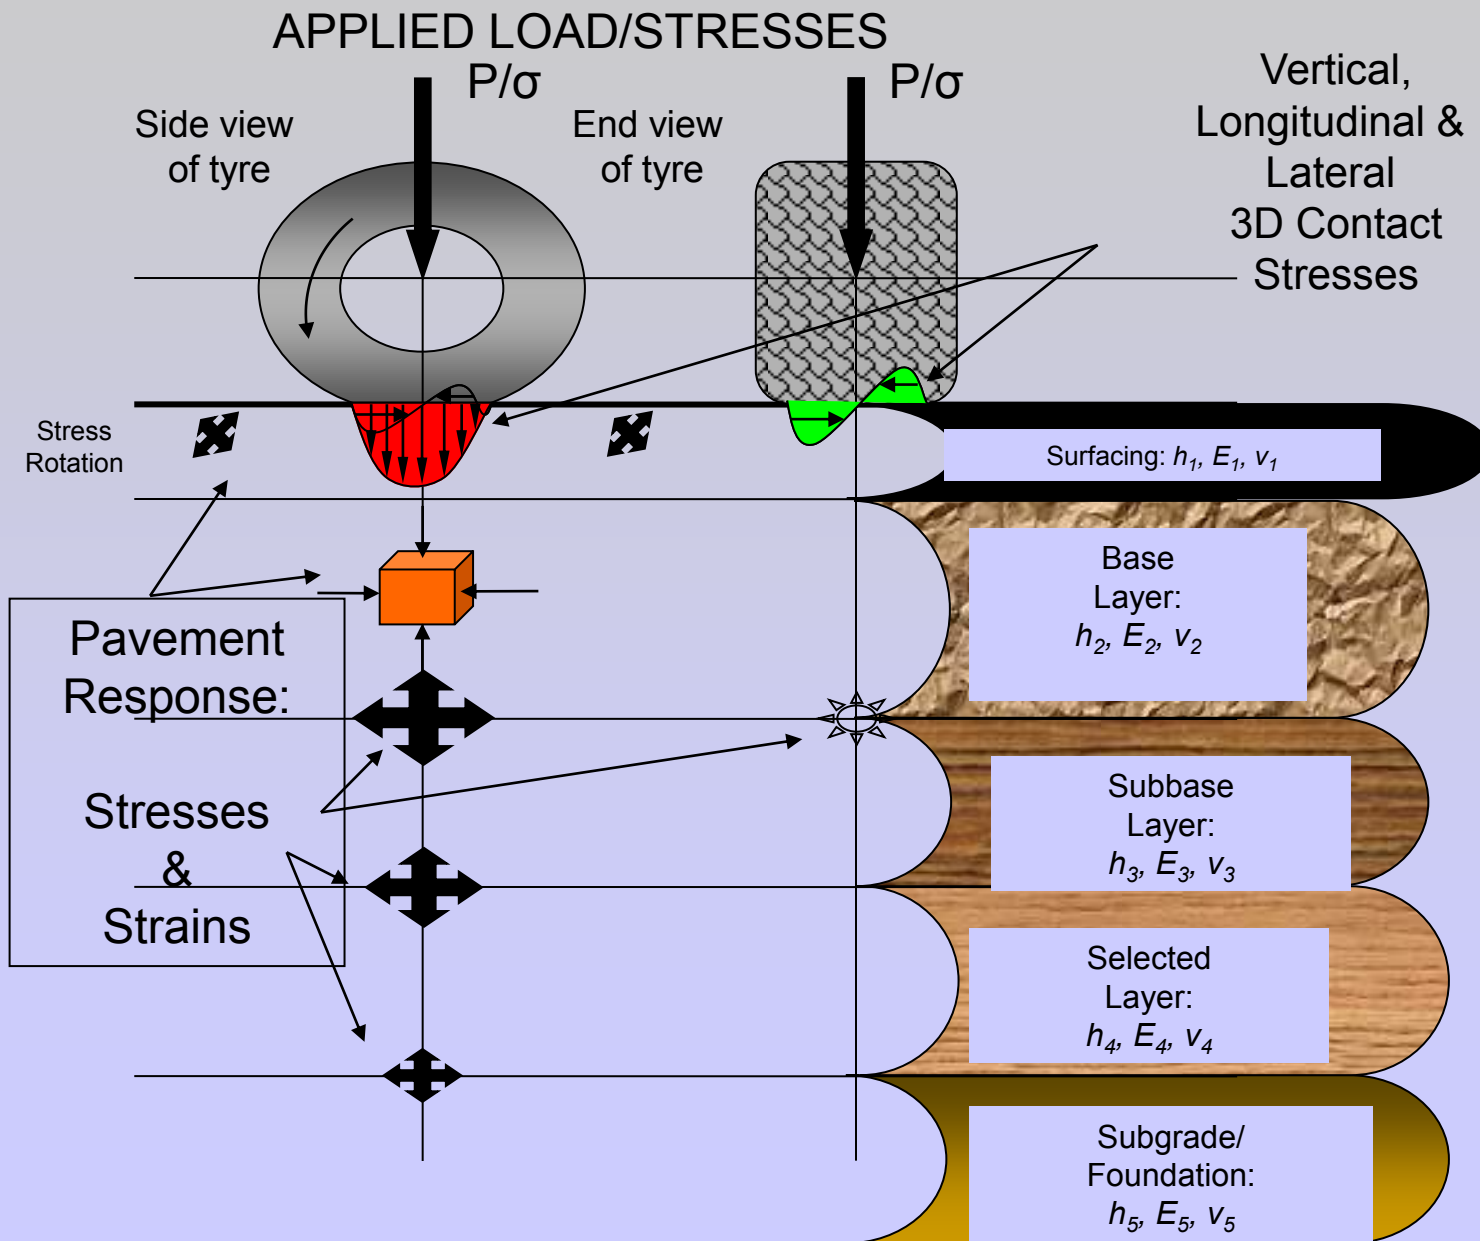 APPLIED LOAD/STRESSES
P/σ
P/σ
Side view
of tyre
End view
of tyre
Vertical,
Longitudinal &
Lateral
3D Contact
Stresses
Stress
Rotation
Surfacing: h1, E1, v1
Base
Layer:
h2, E2, v2
Pavement
Response:
Stresses
&
Strains
Subbase
Layer:
h3, E3, v3
Selected
Layer:
h4, E4, v4
Subgrade/
Foundation:
h5, E5, v5